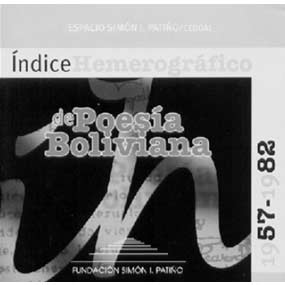 ESPACIO SIMÓN I. PATIÑO/CEDOAL
Índice Hemerográfico
de Poesía
Boliviana
1957-1982
FUNDACIÓN SIMÓN I. PATIÑO